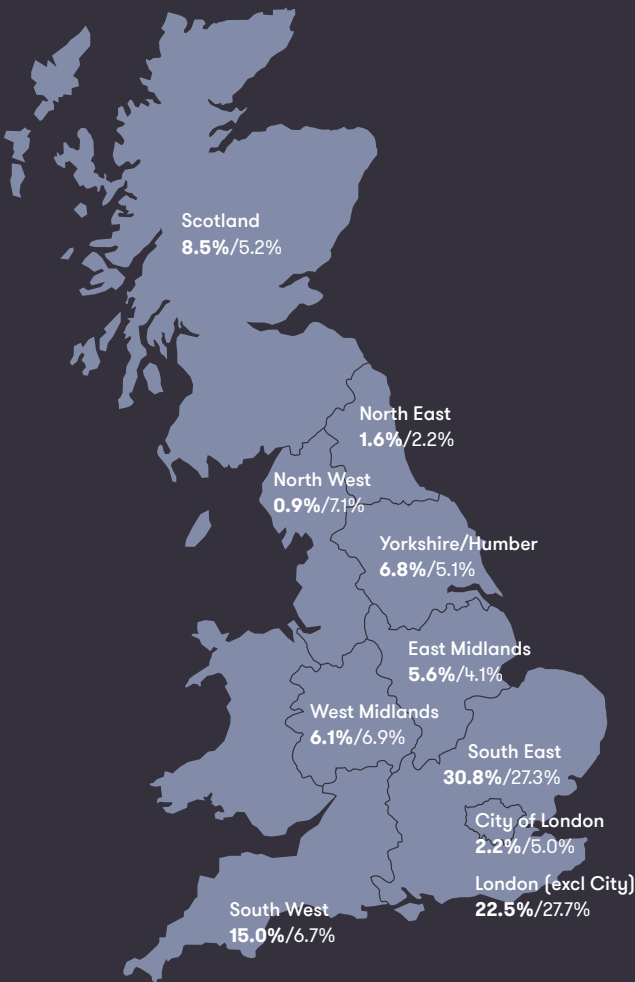 Scotland
8.5%/5.2%
North East
1.6%/2.2%
North West
0.9%/7.1%
Yorkshire/Humber
6.8%/5.1%
East Midlands
5.6%/4.1%
West Midlands
6.1%/6.9%
South East
30.8%/27.3%
City of London
2.2%/5.0%
London (excl City)
22.5%/27.7%
South West
15.0%/6.7%